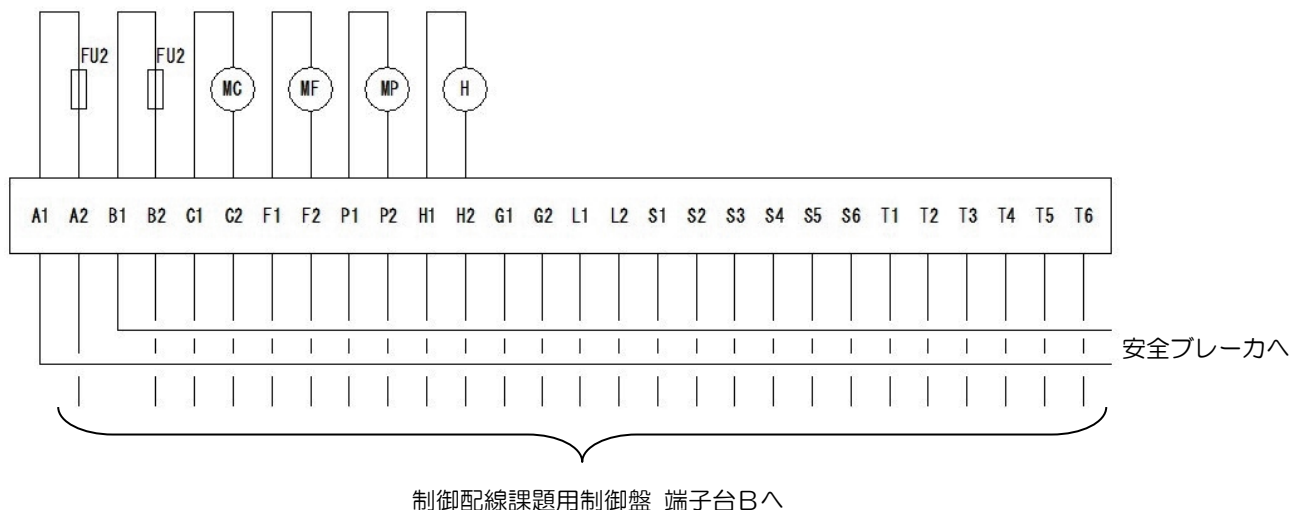 FU2 FU2
MC MF MP H
A1 A2 B1 B2 C1 C2 F1 F2 P1 P2 H1 H2 G1 G2 L1 L2 S1 S2 S3 S4 S5 S6 T1 T2 T3 T4 T5 T6
安全ブレーカへ
制御配線課題用制御盤 端子台Bへ